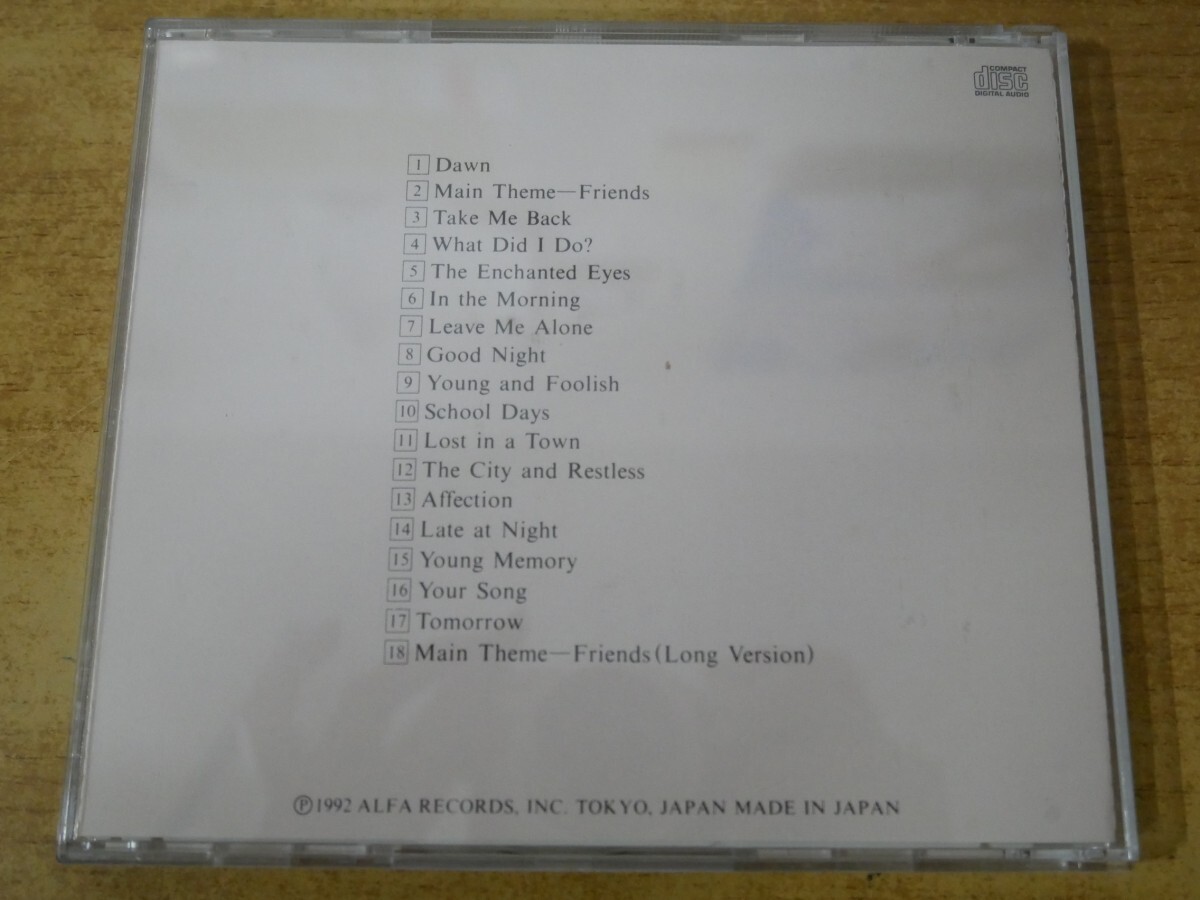 COMPACT
disc
DIGITAL AUDIO
1 Dawn
2 Main Theme—Friends
3 Take Me Back
4 What Did I Do?
5 The Enchanted Eyes
6 In the Morning
7 Leave Me Alone
8 Good Night
9 Young and Foolish
10 School Days
11 Lost in a Town
12 The City and Restless
13 Affection
14 Late at Night
15 Young Memory
16 Your Song
17 Tomorrow
18 Main Theme—Friends(Long Version)
Ⓟ1992 ALFA RECORDS, INC. TOKYO, JAPAN MADE IN JAPAN